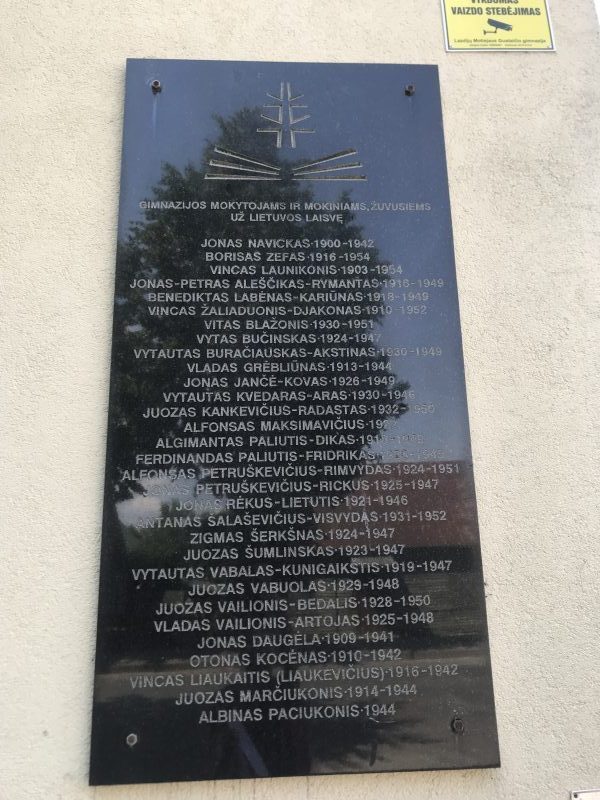 VYKDOMAS
VAIZDO STEBĖJIMAS
Lazdijų Motiejaus Gustaičio gimnazija
GIMNAZIJOS MOKYTOJAMS IR MOKINIAMS, ŽUVUSIEMS
UŽ LIETUVOS LAISVĘ
JONAS NAVICKAS·1900-1942
BORISAS ZEFAS·1916-1954
VINCAS LAUNIKONIS·1903-1954
JONAS-PETRAS ALEŠČIKAS-RYMANTAS·1916-1949
BENEDIKTAS LABĖNAS-KARIŪNAS·1918-1949
VINCAS ŽALIADUONIS-DJAKONAS·1910-1952
VITAS BLAŽONIS·1930-1951
VYTAS BUČINSKAS·1924-1947
VYTAUTAS BURAČIAUSKAS-AKSTINAS·1930-1949
VLADAS GRĖBLIŪNAS·1913-1944
JONAS JANČĖ-KOVAS·1926-1949
VYTAUTAS KVEDARAS-ARAS·1930-1946
JUOZAS KANKEVIČIUS-RADASTAS·1932-1950
ALFONSAS MAKSIMAVIČIUS
ALGIMANTAS PALIUTIS-DIKAS
FERDINANDAS PALIUTIS-FRIDRIKAS
ALFONSAS PETRUŠKEVIČIUS-RIMVYDAS·1924-1951
JONAS PETRUŠKEVIČIUS-RICKUS·1925-1947
JONAS RĖKUS-LIETUTIS·1921-1946
ANTANAS ŠALAŠEVIČIUS-VISVYDAS·1931-1952
ZIGMAS ŠERKŠNAS·1924-1947
JUOZAS ŠUMLINSKAS·1923-1947
VYTAUTAS VABALAS-KUNIGAIKŠTIS·1919-1947
JUOZAS VABUOLAS·1929-1948
JUOZAS VAILIONIS-BEDALIS·1928-1950
VLADAS VAILIONIS-ARTOJAS·1925-1948
JONAS DAUGĖLA·1909-1941
OTONAS KOCĖNAS·1910-1942
VINCAS LIAUKAITIS (LIAUKEVIČIUS)·1916-1942
JUOZAS MARČIUKONIS·1914-1944
ALBINAS PACIUKONIS·1944